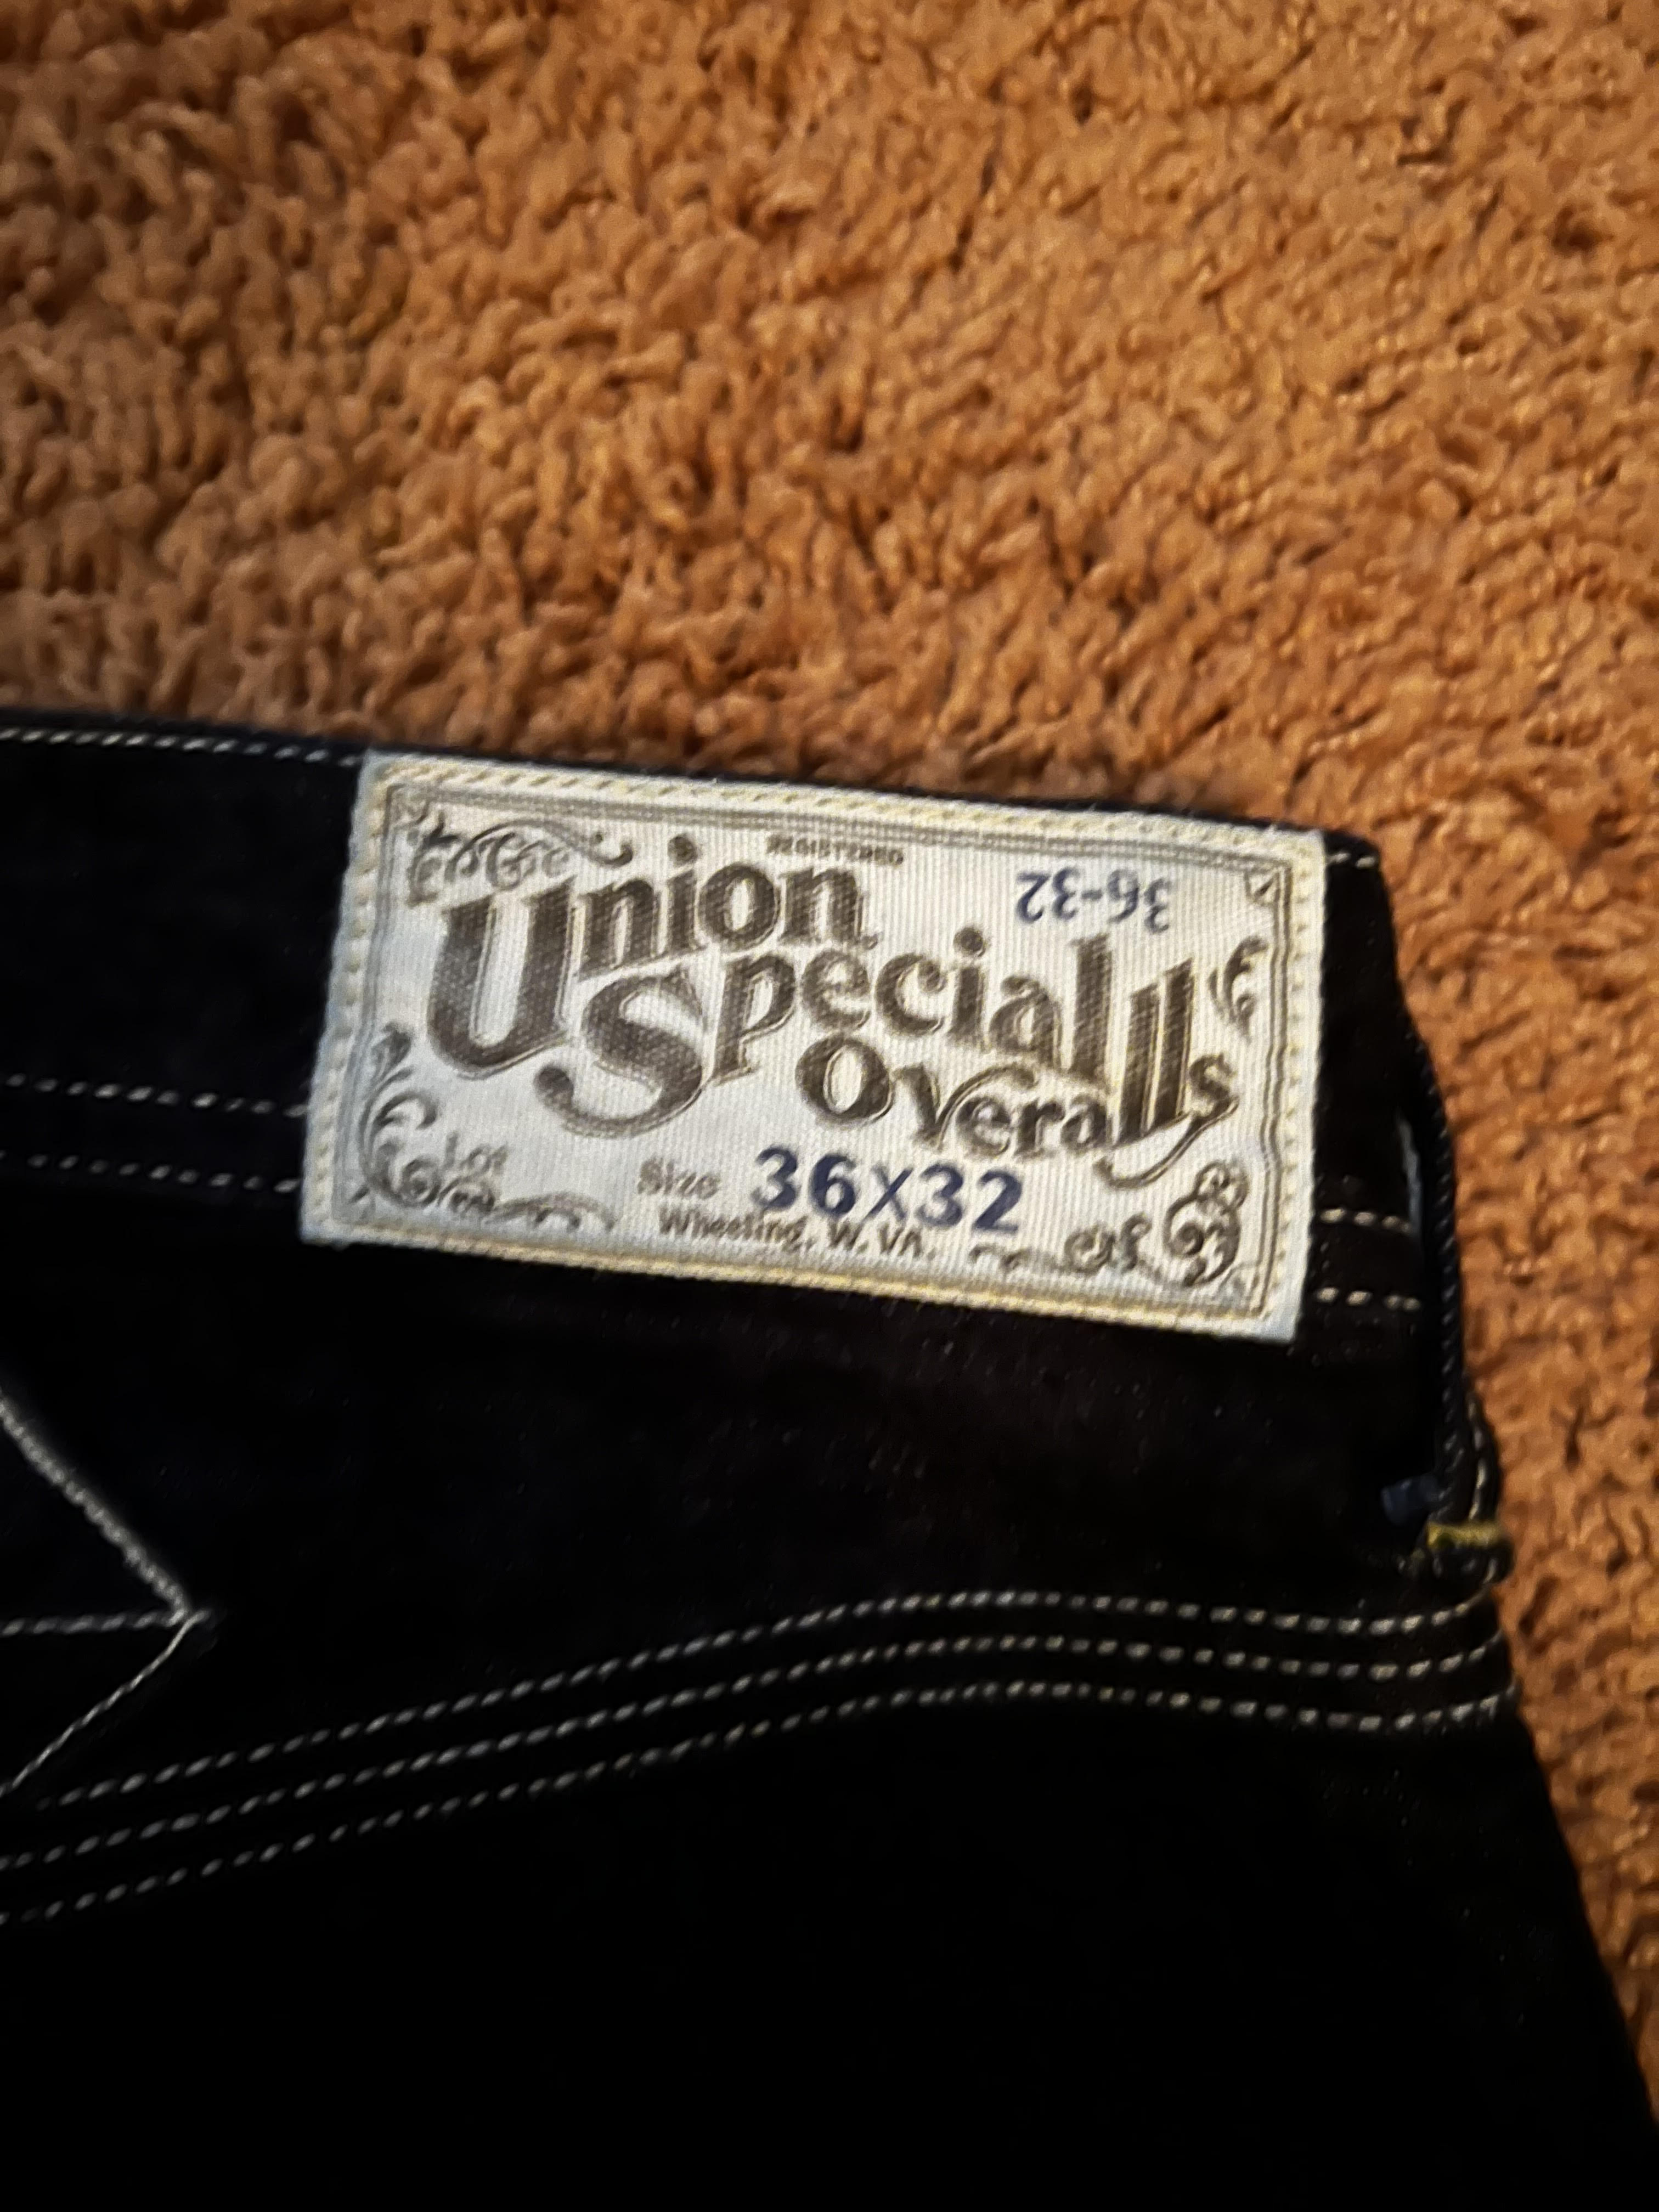 REGISTERED
36-32
Union
Special
Overalls
Lot
Size 36X32
Wheeling, W. VA.